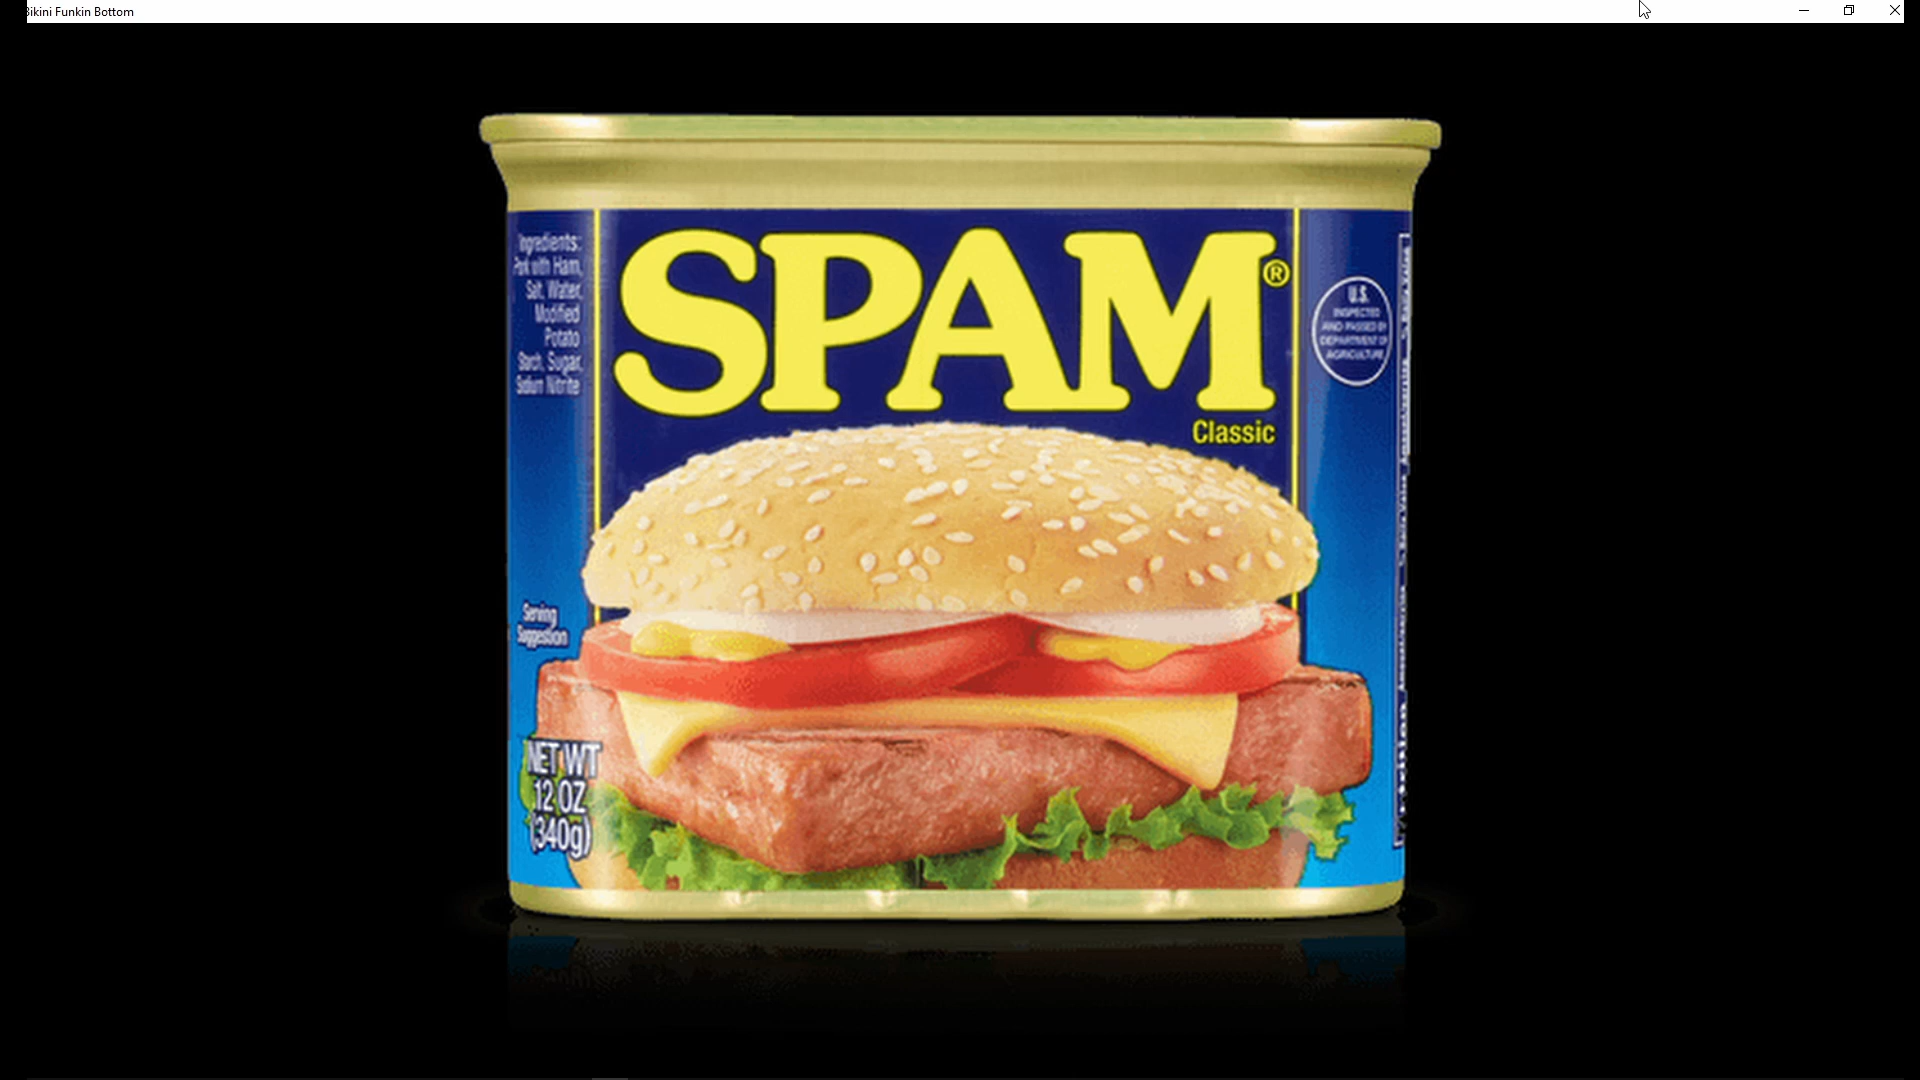 Bikini Funkin Bottom
SPAM®
Classic
Ingredients:
Pork with Ham,
Salt, Water,
Modified
Potato
Starch, Sugar,
Sodium Nitrite
U.S.
INSPECTED
AND PASSED BY
DEPARTMENT OF
AGRICULTURE
Serving
Suggestion
NET WT
12 OZ
(340g)